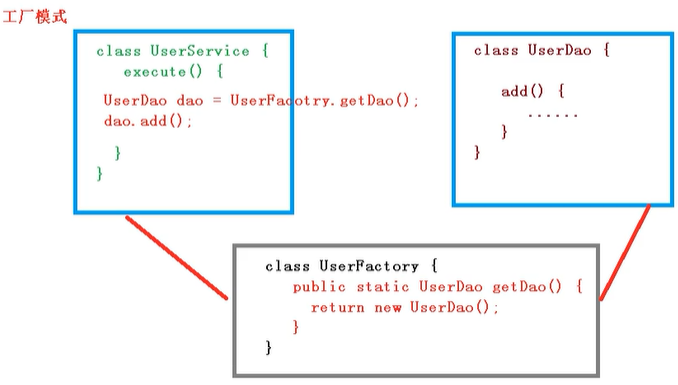 工厂模式
class UserService {
execute() {
UserDao dao = UserFacotry.getDao();
dao.add();
}
}
class UserDao {
add() {
......
}
}
class UserFactory {
public static UserDao getDao() {
return new UserDao();
}
}